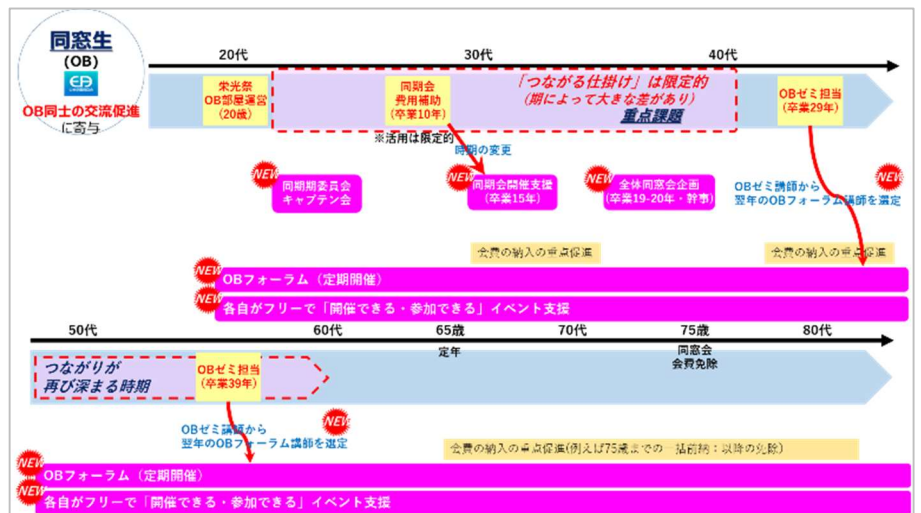 同窓生
(OB)
OB同士の交流促進
に寄与
20代
30代
40代
栄光祭
OB部屋運営
(20歳)
同期会
費用補助
(卒業10年)
「つながる仕掛け」は限定的
(期によって大きな差があり)
重点課題
OBゼミ担当
(卒業29年)
※活用は限定的
時期の変更
NEW
同期期委員会
キャプテン会
NEW
同期会開催支援
(卒業15年)
NEW
全体同窓会企画
(卒業19-20年・幹事)
NEW
OBゼミ講師から
翌年のOBフォーラム講師を選定
会費の納入の重点促進
会費の納入の重点促進
NEW
OBフォーラム(定期開催)
NEW
各自がフリーで「開催できる・参加できる」イベント支援
50代
60代
65歳
70代
75歳
80代
定年
同窓会
会費免除
つながりが
再び深まる時期
OBゼミ担当
(卒業39年)
NEW
OBゼミ講師から
翌年のOBフォーラム講師を選定
会費の納入の重点促進(例えば75歳までの一括前納:以降の免除)
NEW
OBフォーラム(定期開催)
NEW
各自がフリーで「開催できる・参加できる」イベント支援